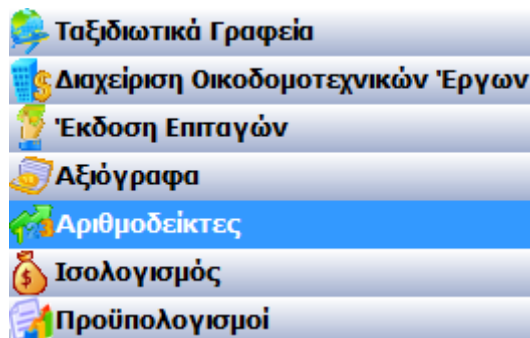 Ταξιδιωτικά Γραφεία
Διαχείριση Οικοδομοτεχνικών Έργων
Έκδοση Επιταγών
Αξιόγραφα
Αριθμοδείκτες
Ισολογισμός
Προϋπολογισμοί